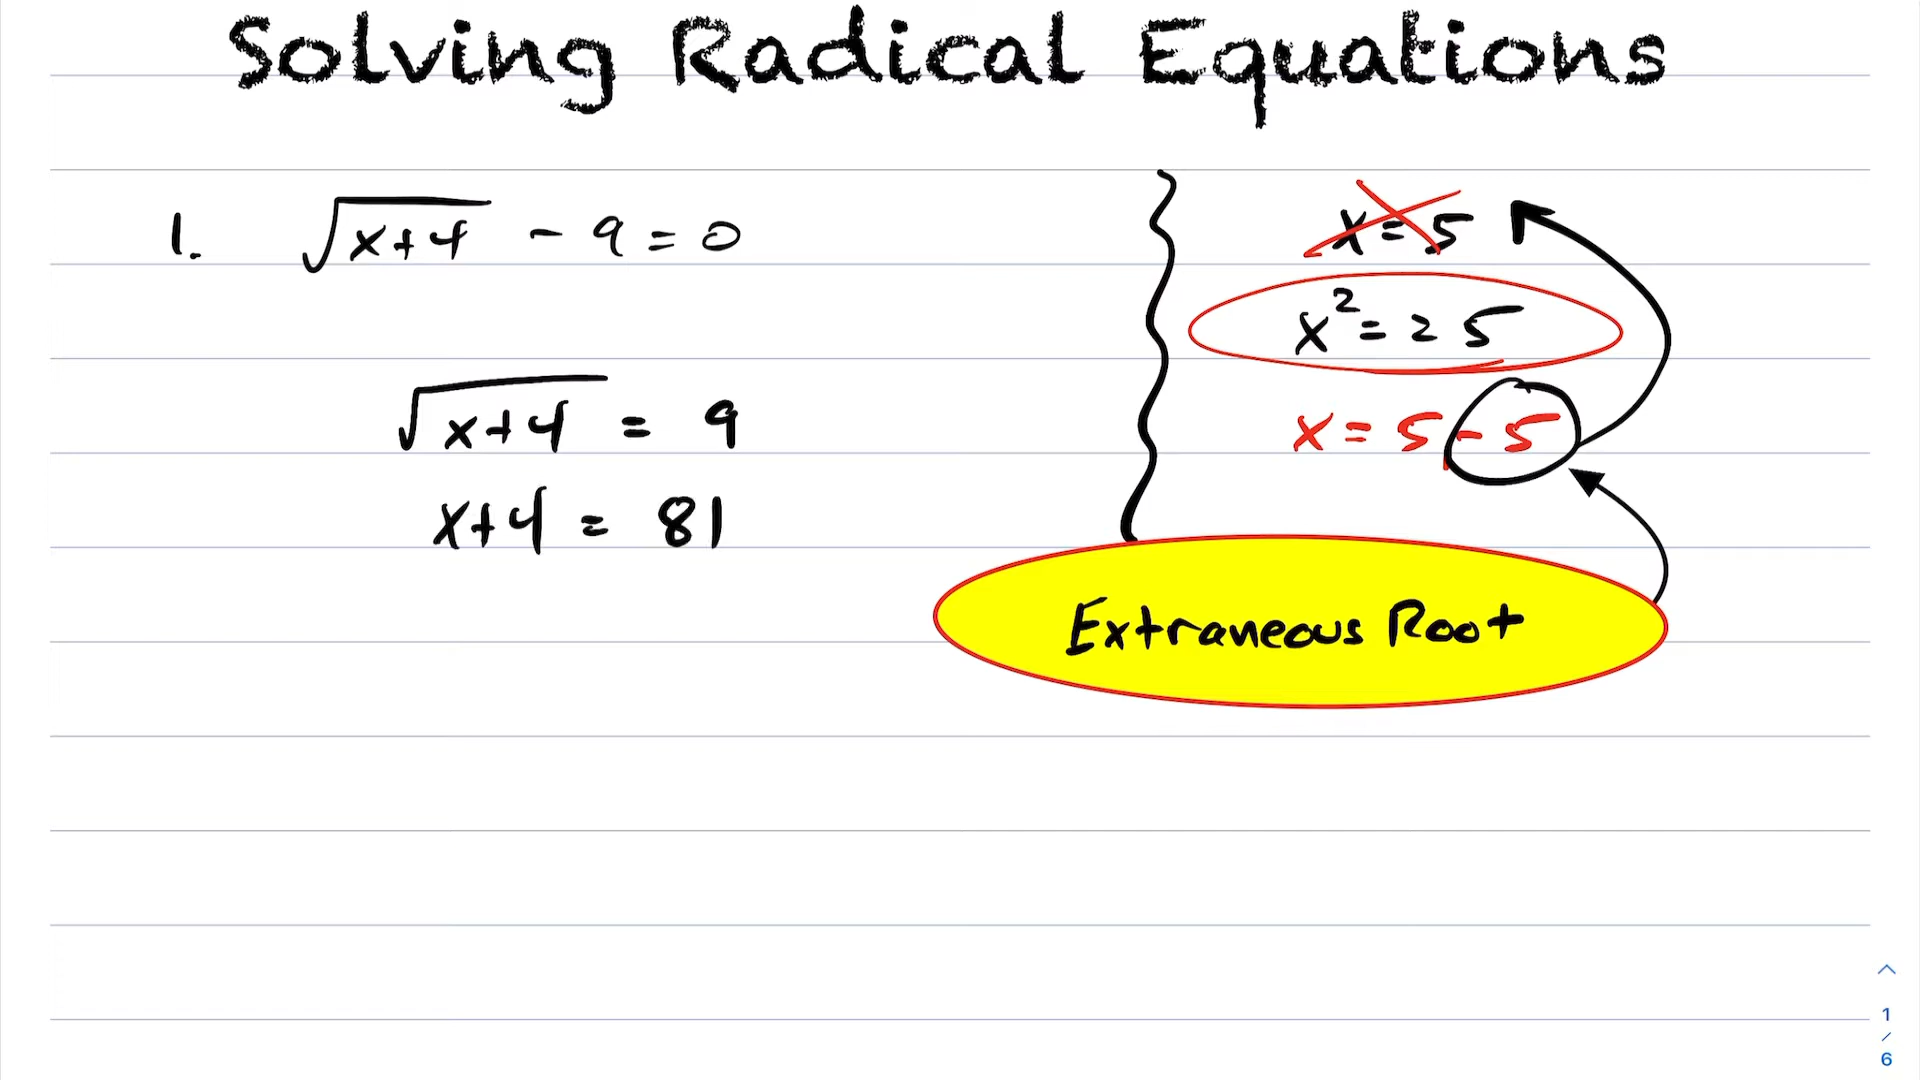 Solving Radical Equations
1. √(x+4) - 9 = 0
√(x+4) = 9
x+4 = 81
x = 5
x² = 25
x = 5, -5
Extraneous Root
1
/
6